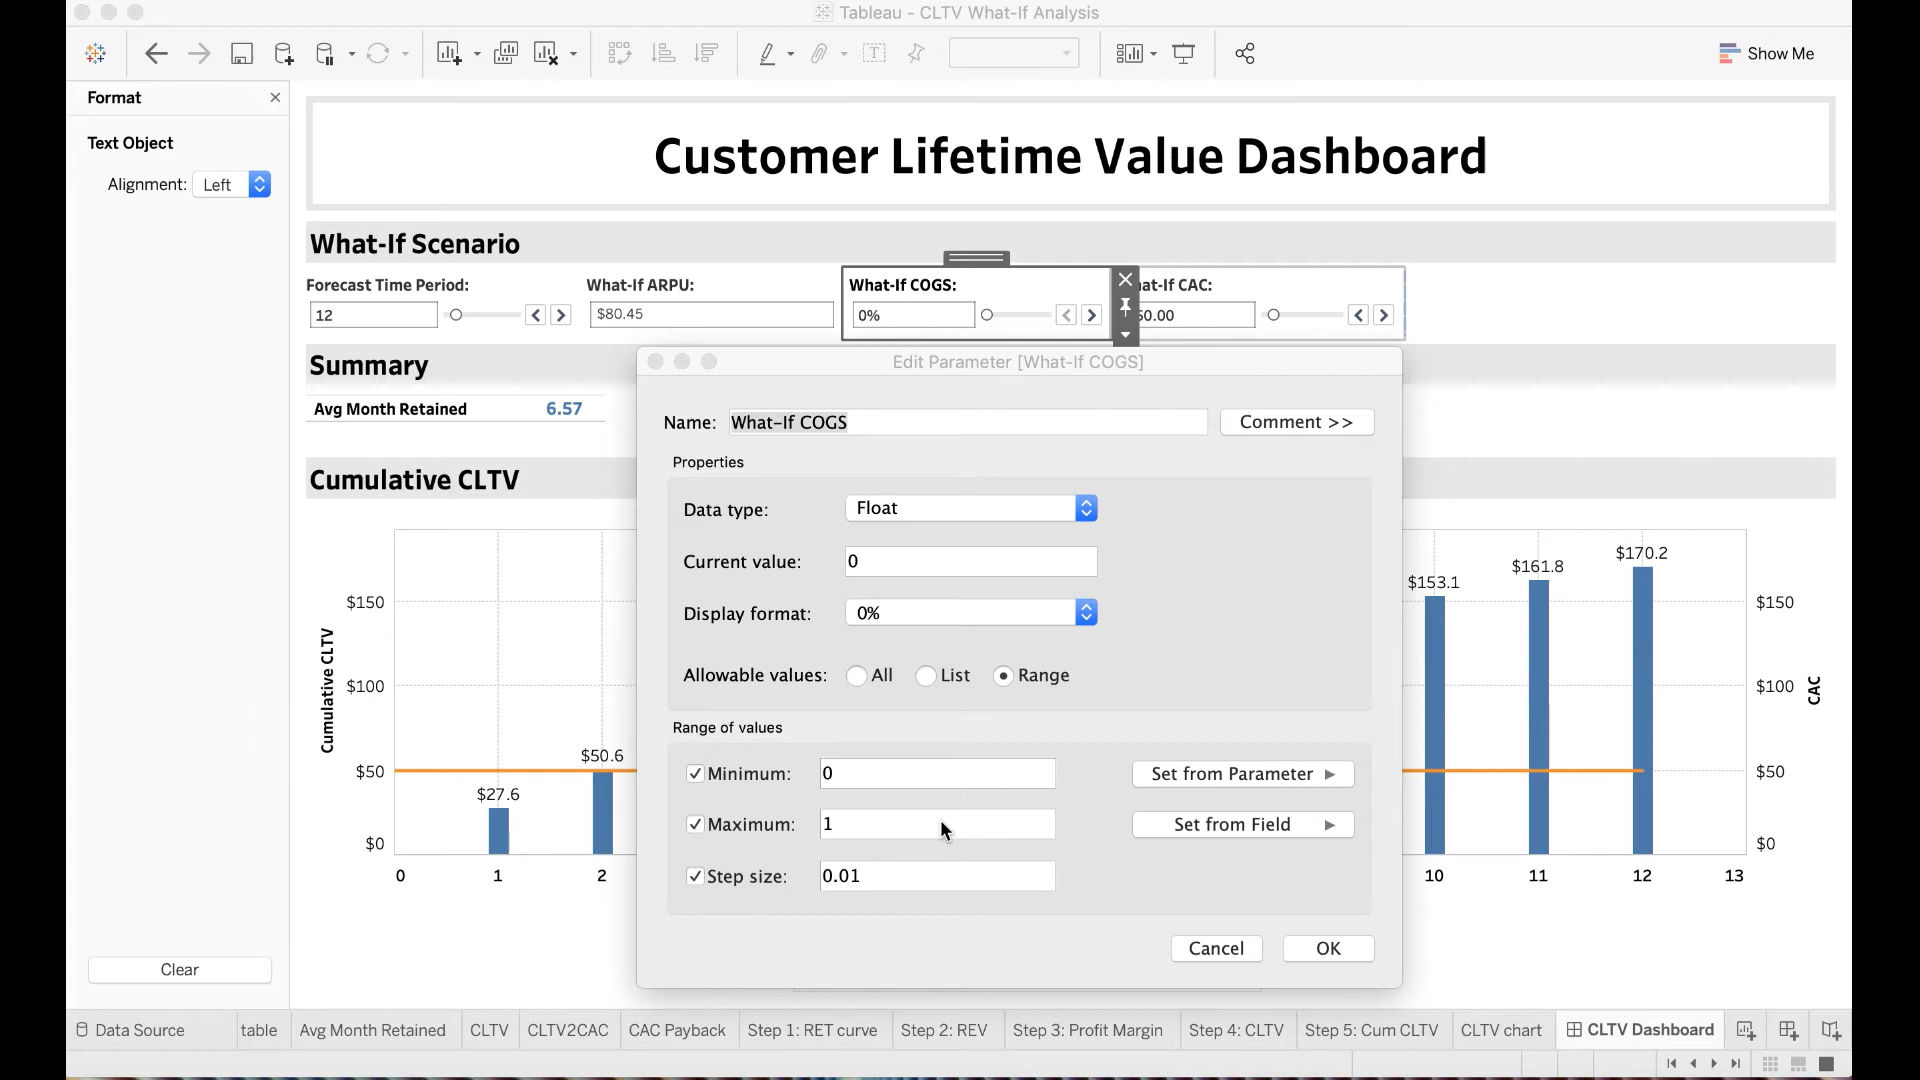 Tableau - CLTV What-If Analysis
Show Me
Format
Text Object
Alignment: Left
Clear
Customer Lifetime Value Dashboard
What-If Scenario
Forecast Time Period:
12
What-If ARPU:
$80.45
What-If COGS:
0%
at-If CAC:
50.00
Summary
Avg Month Retained 6.57
Cumulative CLTV
Edit Parameter [What-If COGS]
Name: What-If COGS
Comment >>
Properties
Data type: Float
Current value: 0
Display format: 0%
Allowable values: All List Range
Range of values
Minimum: 0
Set from Parameter
Maximum: 1
Set from Field
Step size: 0.01
Cancel
OK
Cumulative CLTV
$150
$100
$50
$0
$27.6
$50.6
$153.1
$161.8
$170.2
$150
$100
$50
$0
CAC
0 1 2 10 11 12 13
Data Source
table
Avg Month Retained
CLTV
CLTV2CAC
CAC Payback
Step 1: RET curve
Step 2: REV
Step 3: Profit Margin
Step 4: CLTV
Step 5: Cum CLTV
CLTV chart
CLTV Dashboard